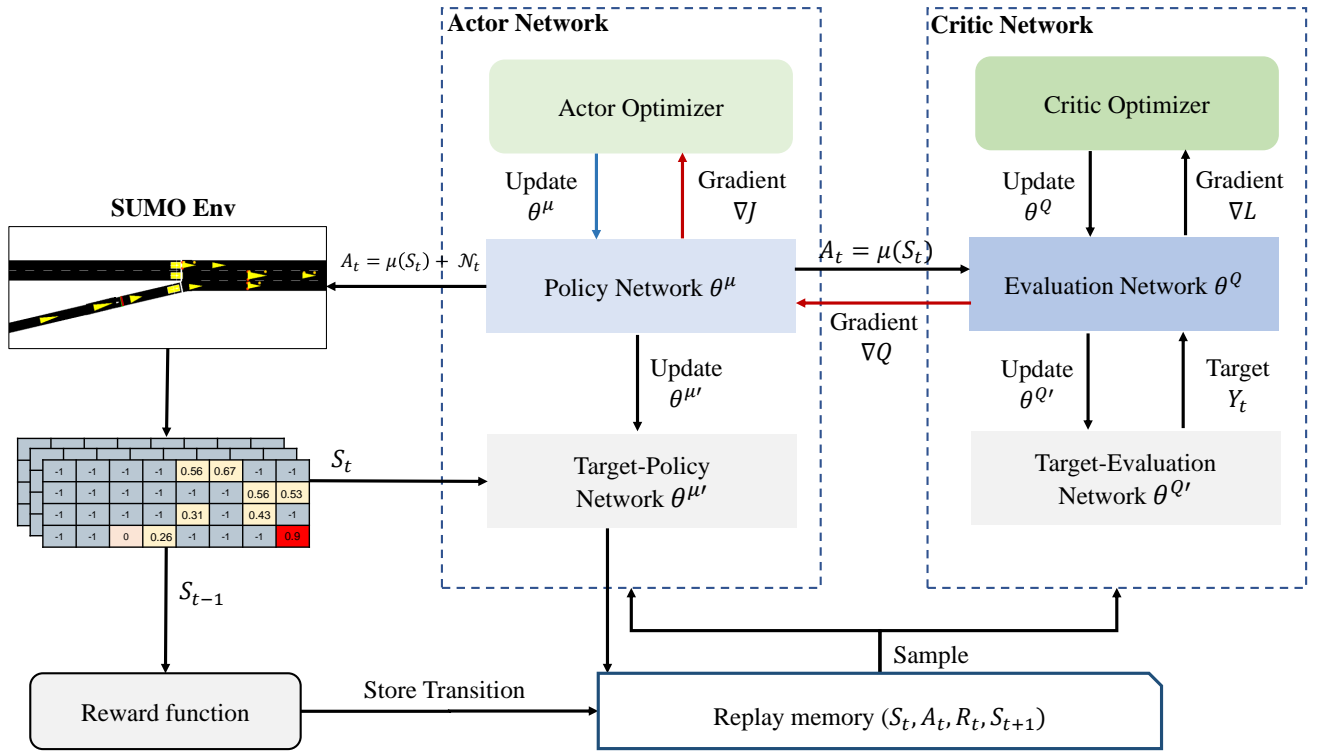 Actor Network
Critic Network
Actor Optimizer
Critic Optimizer
Update
θ^μ
Gradient
∇J
Update
θ^Q
Gradient
∇L
SUMO Env
A_t = μ(S_t) + 𝒩_t
Policy Network θ^μ
A_t = μ(S_t)
Gradient
∇Q
Evaluation Network θ^Q
Update
θ^μ′
Update
θ^Q′
Target
Y_t
-1 -1 -1 -1 0.56 0.67 -1 -1
-1 -1 -1 -1 -1 -1 0.56 0.53
-1 -1 -1 -1 0.31 -1 0.43 -1
-1 -1 0 0.26 -1 -1 -1 0.9
S_t
Target-Policy
Network θ^μ′
Target-Evaluation
Network θ^Q′
S_{t−1}
Sample
Reward function
Store Transition
Replay memory (S_t, A_t, R_t, S_{t+1})